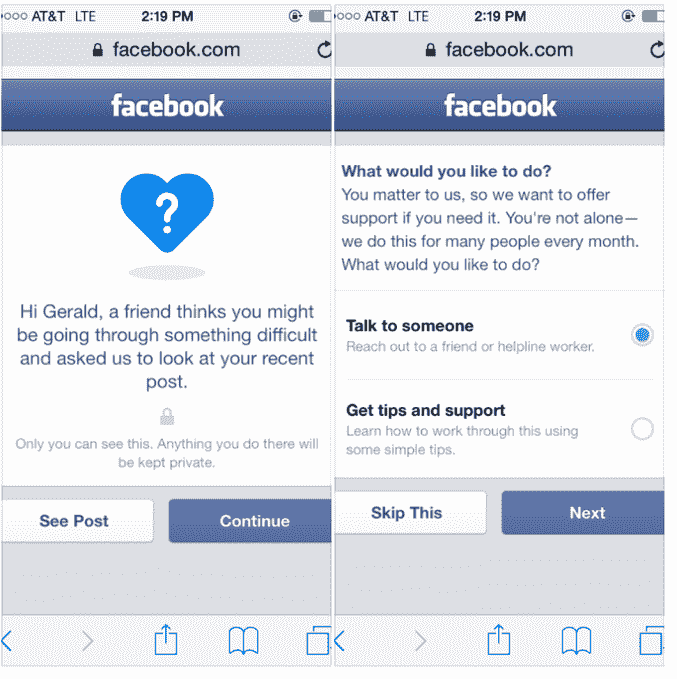 AT&T LTE 2:19 PM
facebook.com
facebook
?
Hi Gerald, a friend thinks you might
be going through something difficult
and asked us to look at your recent
post.
Only you can see this. Anything you do there will
be kept private.
See Post Continue
AT&T LTE 2:19 PM
facebook.com
facebook
What would you like to do?
You matter to us, so we want to offer
support if you need it. You're not alone—
we do this for many people every month.
What would you like to do?
Talk to someone
Reach out to a friend or helpline worker.
Get tips and support
Learn how to work through this using
some simple tips.
Skip This Next